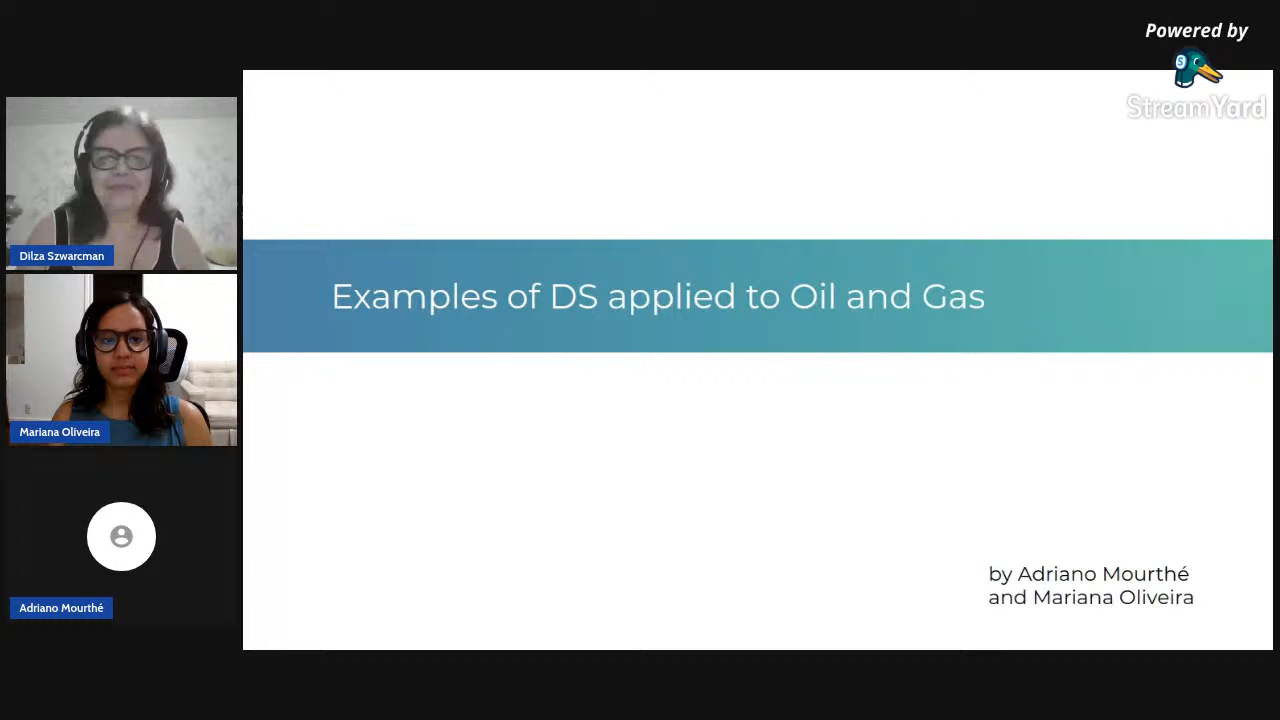 Powered by
StreamYard
Dilza Szwarcman
Mariana Oliveira
Adriano Mourthé
Examples of DS applied to Oil and Gas
by Adriano Mourthé
and Mariana Oliveira